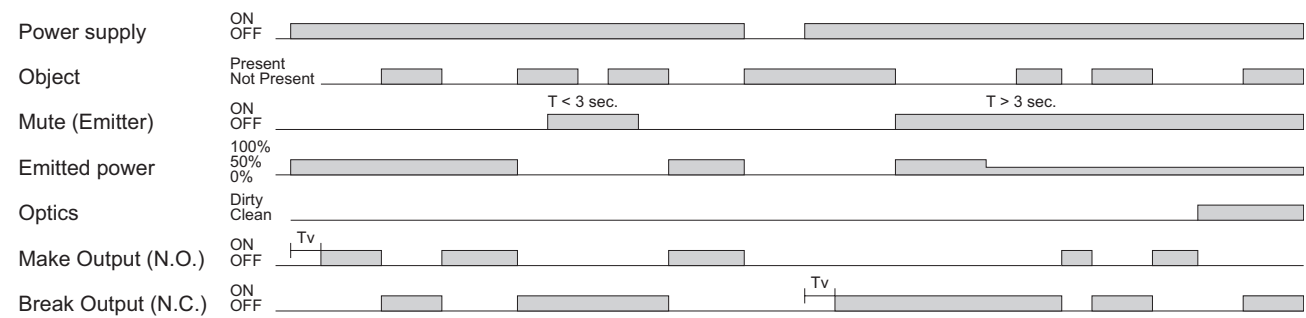 Power supply ON
OFF
Object Present
Not Present
T < 3 sec. T > 3 sec.
Mute (Emitter) ON
OFF
Emitted power 100%
50%
0%
Optics Dirty
Clean
Tv
Make Output (N.O.) ON
OFF
Tv
Break Output (N.C.) ON
OFF